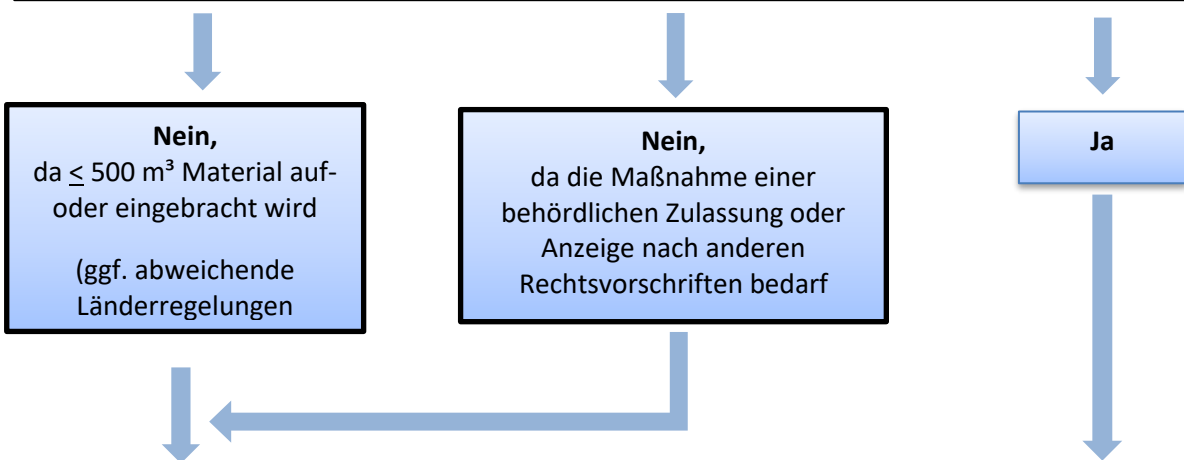 Nein,
da ≤ 500 m³ Material auf-
oder eingebracht wird
(ggf. abweichende
Länderregelungen
Nein,
da die Maßnahme einer
behördlichen Zulassung oder
Anzeige nach anderen
Rechtsvorschriften bedarf
Ja